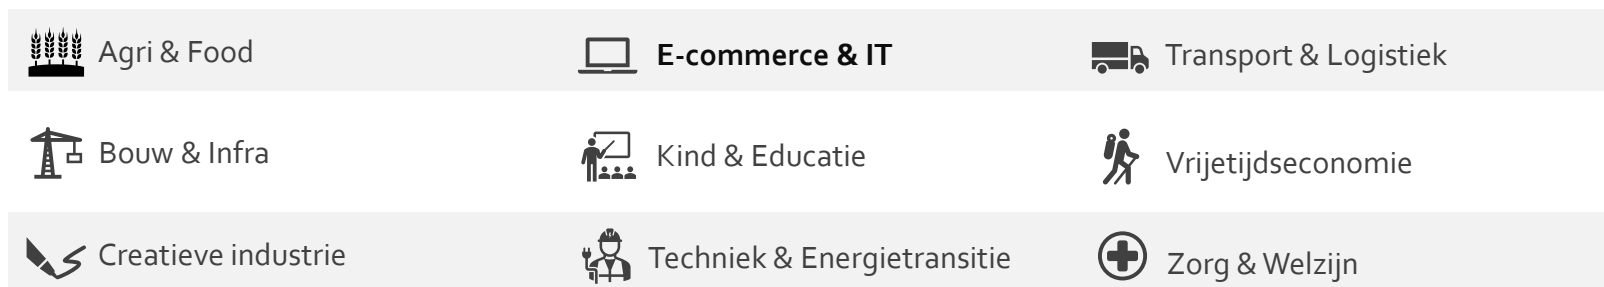 Agri & Food
E-commerce & IT
Transport & Logistiek
Bouw & Infra
Kind & Educatie
Vrijetijdseconomie
Creatieve industrie
Techniek & Energietransitie
Zorg & Welzijn